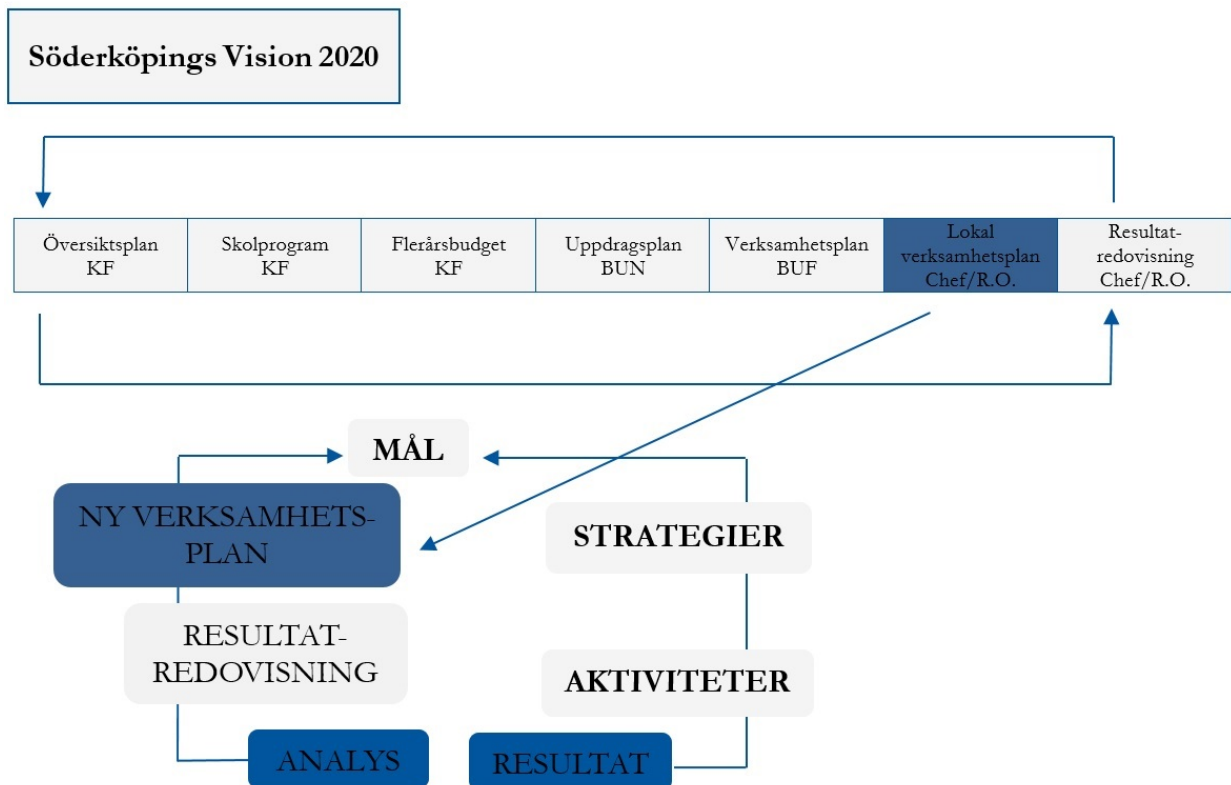 Söderköpings Vision 2020
Översiktsplan
KF
Skolprogram
KF
Flerårsbudget
KF
Uppdragsplan
BUN
Verksamhetsplan
BUF
Lokal
verksamhetsplan
Chef/R.O.
Resultat-
redovisning
Chef/R.O.
MÅL
NY VERKSAMHETS-
PLAN
STRATEGIER
RESULTAT-
REDOVISNING
AKTIVITETER
ANALYS
RESULTAT